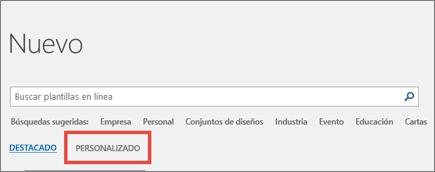 Nuevo
Buscar plantillas en línea
Búsquedas sugeridas: Empresa Personal Conjuntos de diseños Industria Evento Educación Cartas
DESTACADO PERSONALIZADO